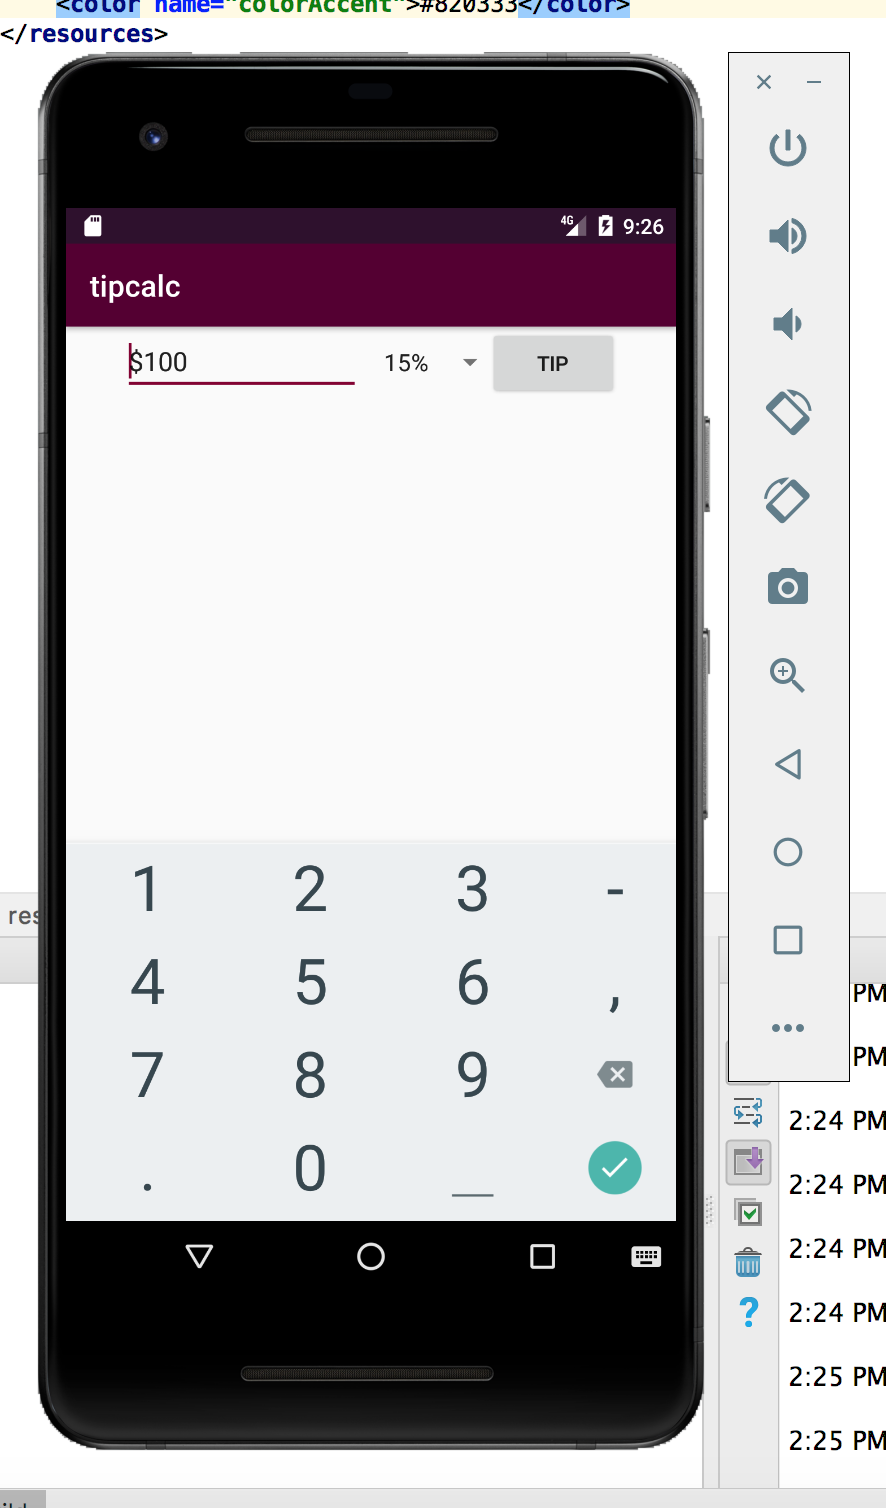 <color name="colorAccent">#820333</color>
</resources>
4G 9:26
tipcalc
$100 15% TIP
1 2 3 -
4 5 6 ,
7 8 9
. 0 _
res
PM
PM
2:24 PM
2:24 PM
2:24 PM
2:24 PM
2:25 PM
2:25 PM
?